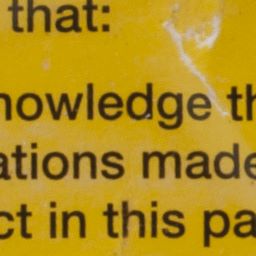 that:
nowledge th
ations made
ct in this pa